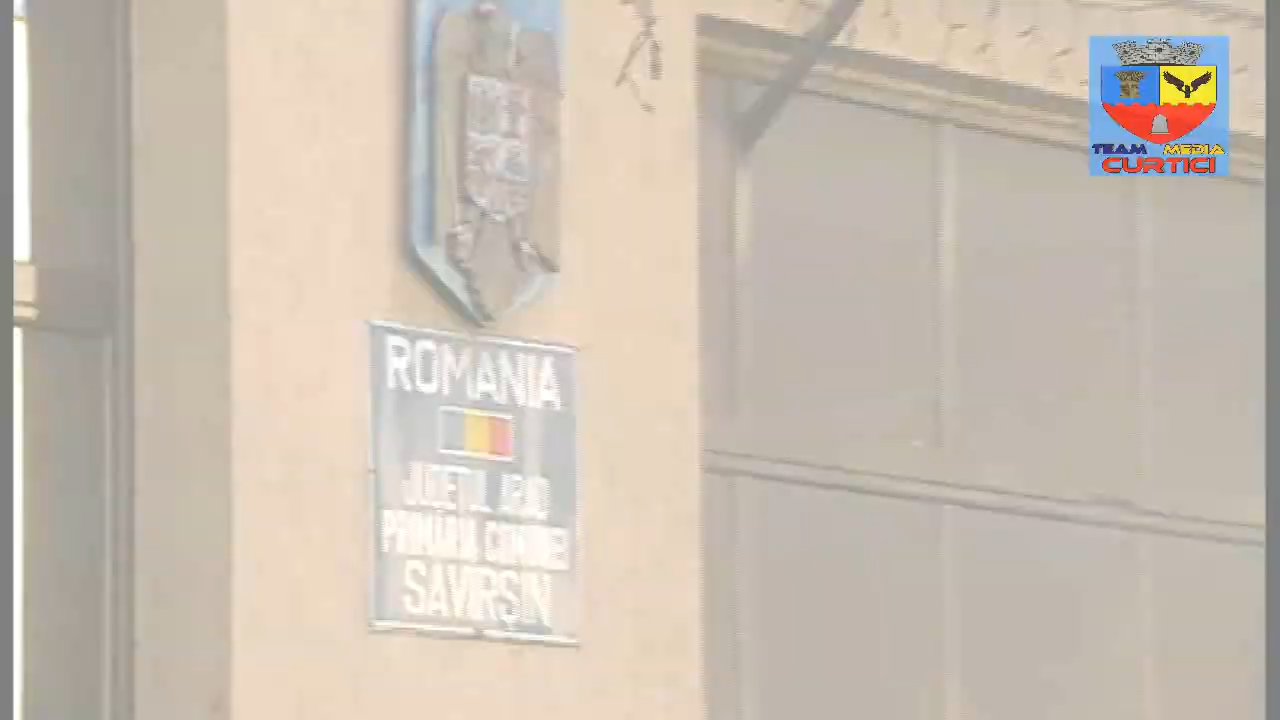 TEAM MEDIA
CURTICI
ROMANIA
JUDETUL ARAD
PRIMARIA COMUNEI
SAVIRSIN